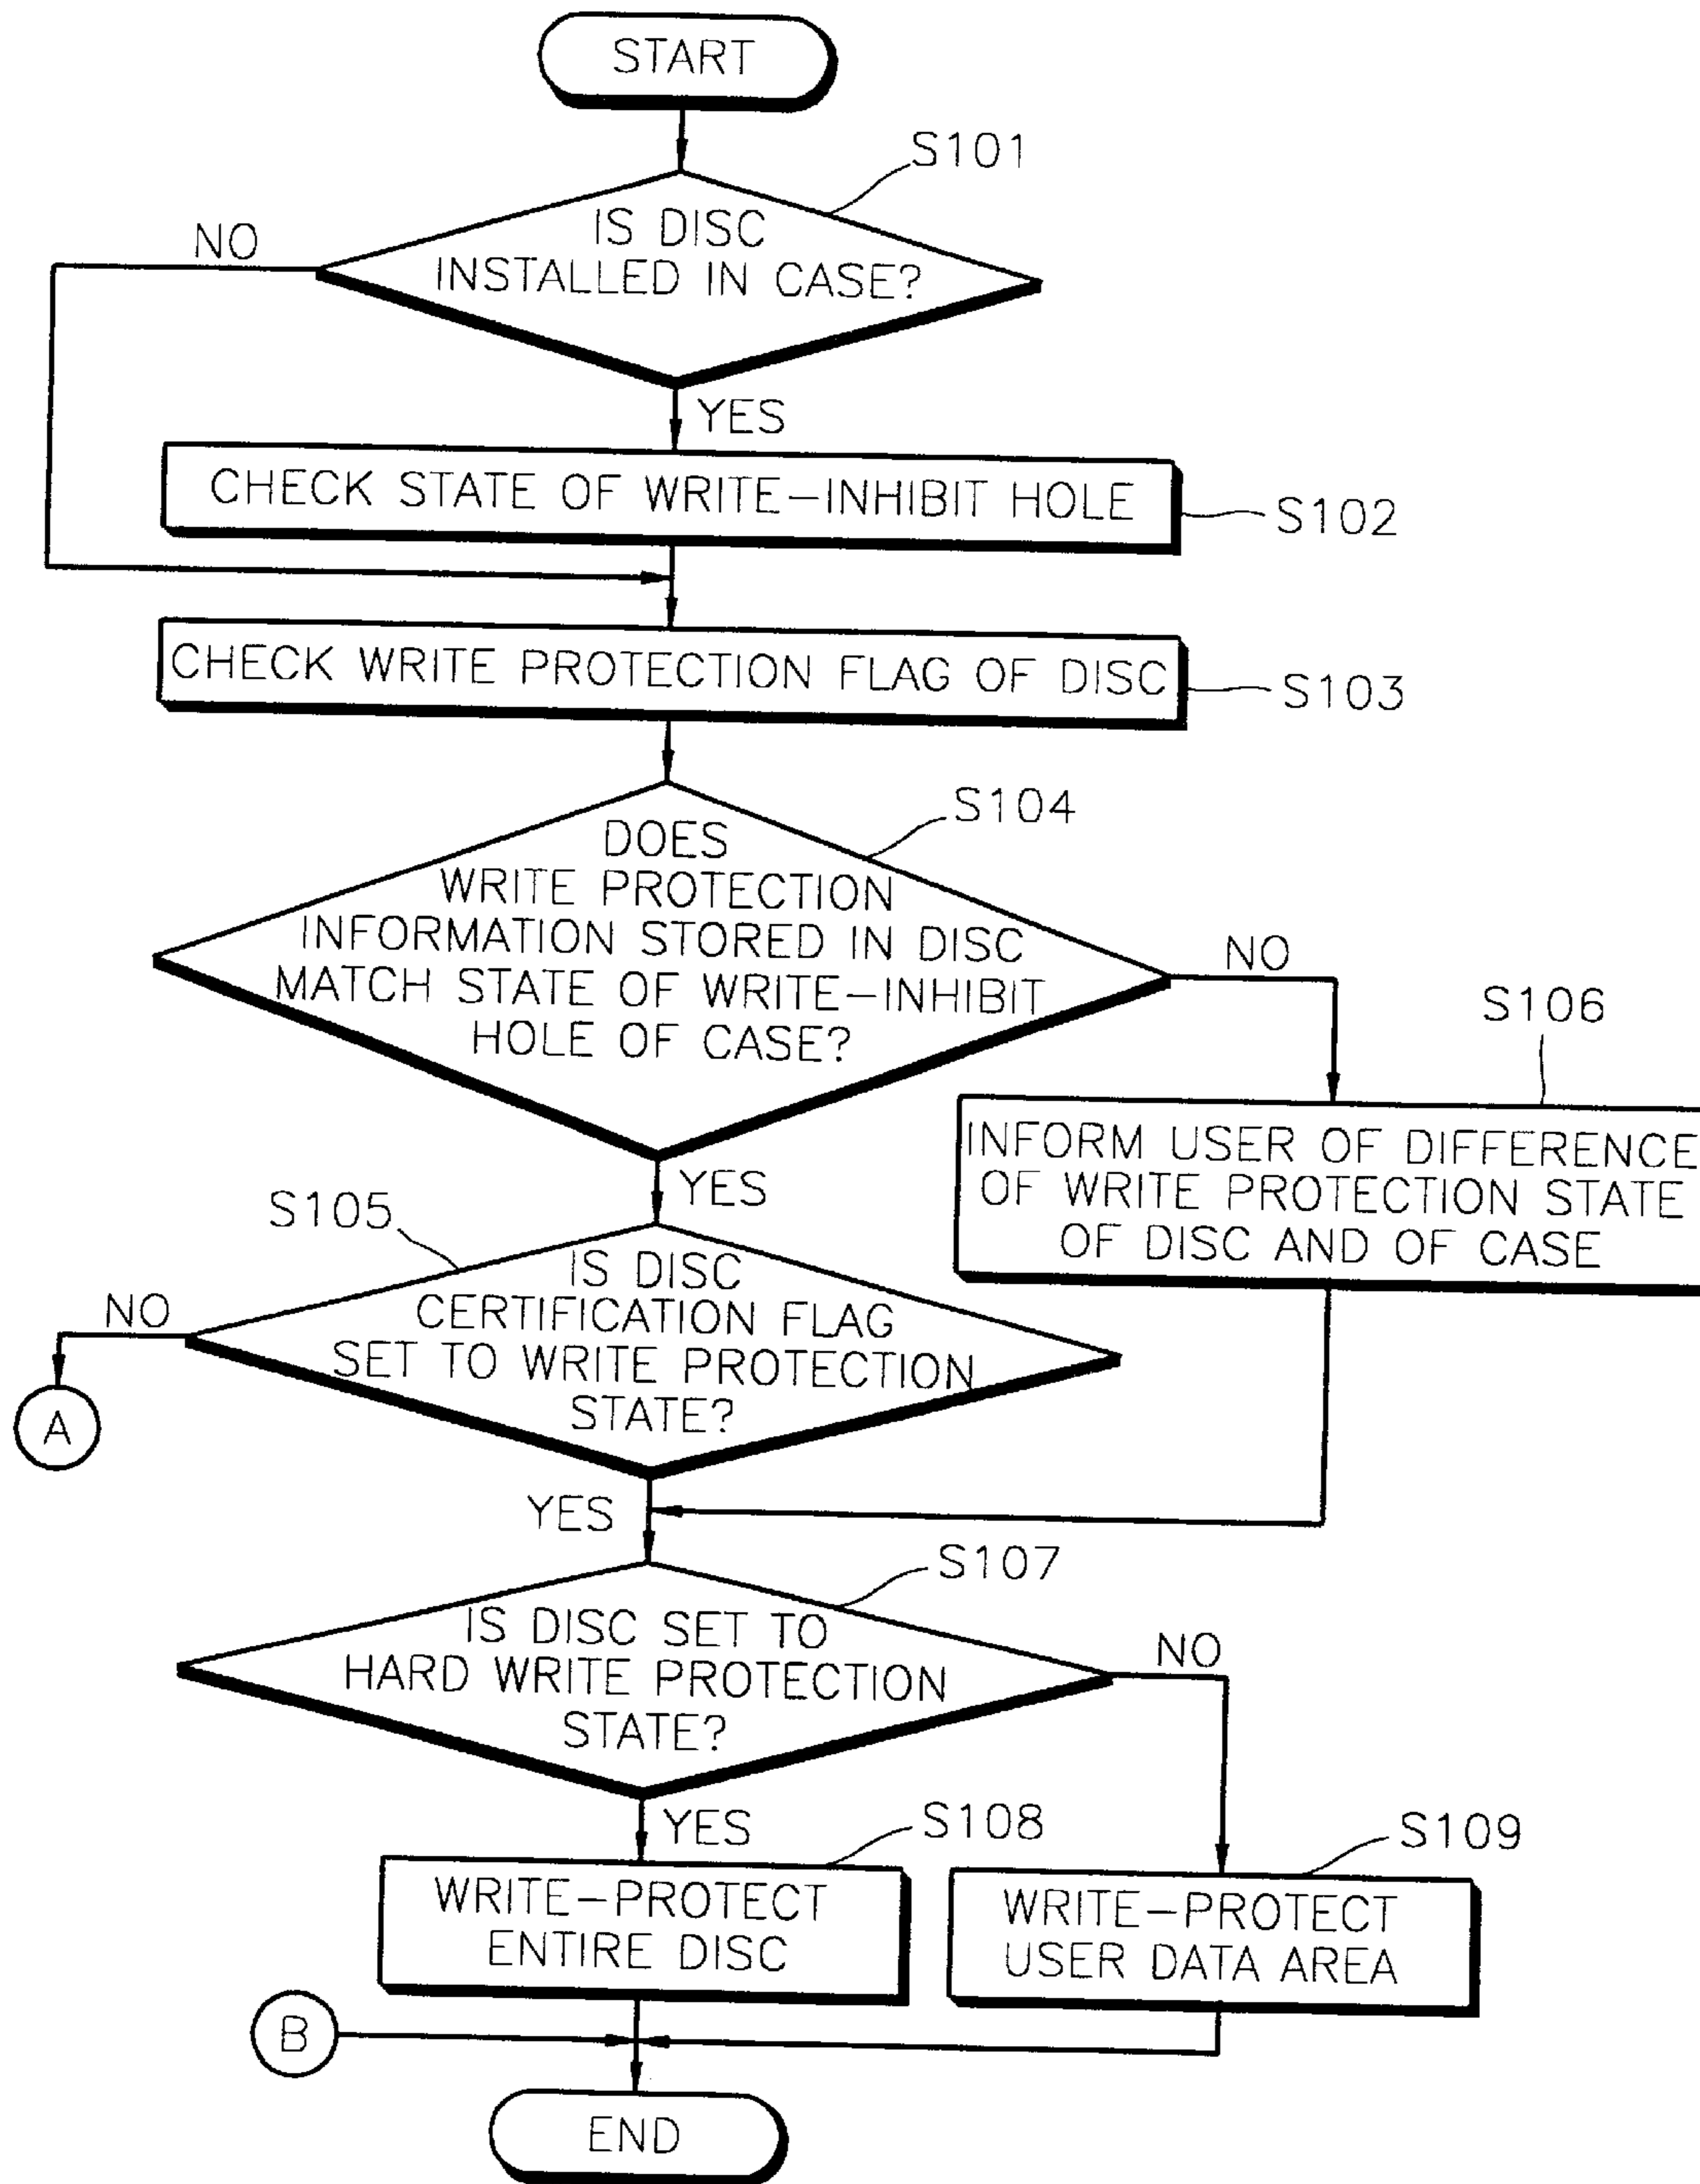 START
S101
IS DISC
INSTALLED IN CASE?
NO
YES
CHECK STATE OF WRITE-INHIBIT HOLE
S102
CHECK WRITE PROTECTION FLAG OF DISC
S103
S104
DOES
WRITE PROTECTION
INFORMATION STORED IN DISC
MATCH STATE OF WRITE-INHIBIT
HOLE OF CASE?
NO
YES
S106
INFORM USER OF DIFFERENCE
OF WRITE PROTECTION STATE
OF DISC AND OF CASE
S105
IS DISC
CERTIFICATION FLAG
SET TO WRITE PROTECTION
STATE?
NO
A
YES
S107
IS DISC SET TO
HARD WRITE PROTECTION
STATE?
NO
YES
S108
WRITE-PROTECT
ENTIRE DISC
S109
WRITE-PROTECT
USER DATA AREA
B
END